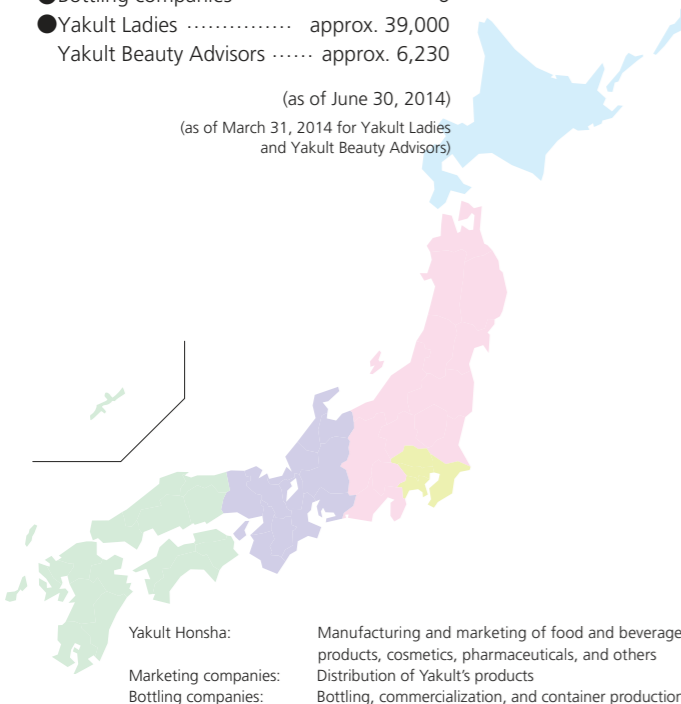 ●Yakult Ladies ·············· approx. 39,000
Yakult Beauty Advisors ······ approx. 6,230
(as of June 30, 2014)
(as of March 31, 2014 for Yakult Ladies
and Yakult Beauty Advisors)
Yakult Honsha: Manufacturing and marketing of food and beverage
products, cosmetics, pharmaceuticals, and others
Marketing companies: Distribution of Yakult's products
Bottling companies: Bottling, commercialization, and container production